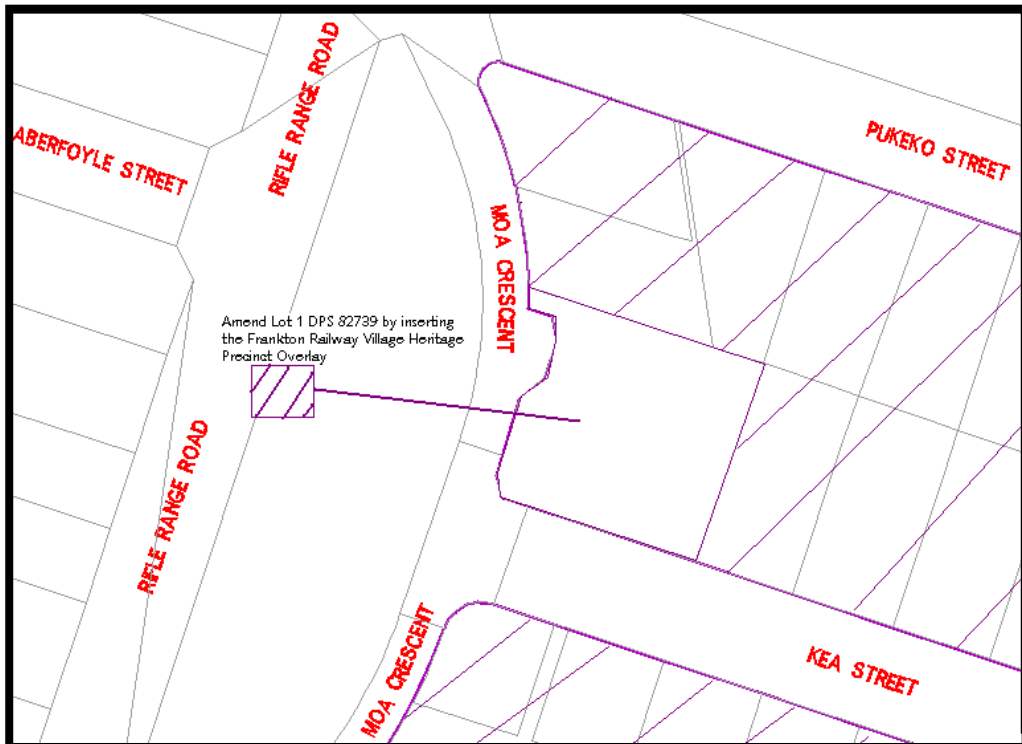 RIFLE RANGE ROAD
ABERFOYLE STREET
PUKEKO STREET
MOA CRESCENT
Amend Lot 1 DPS 82739 by inserting
the Frankton Railway Village Heritage
Precinct Overlay
RIFLE RANGE ROAD
MOA CRESCENT
KEA STREET